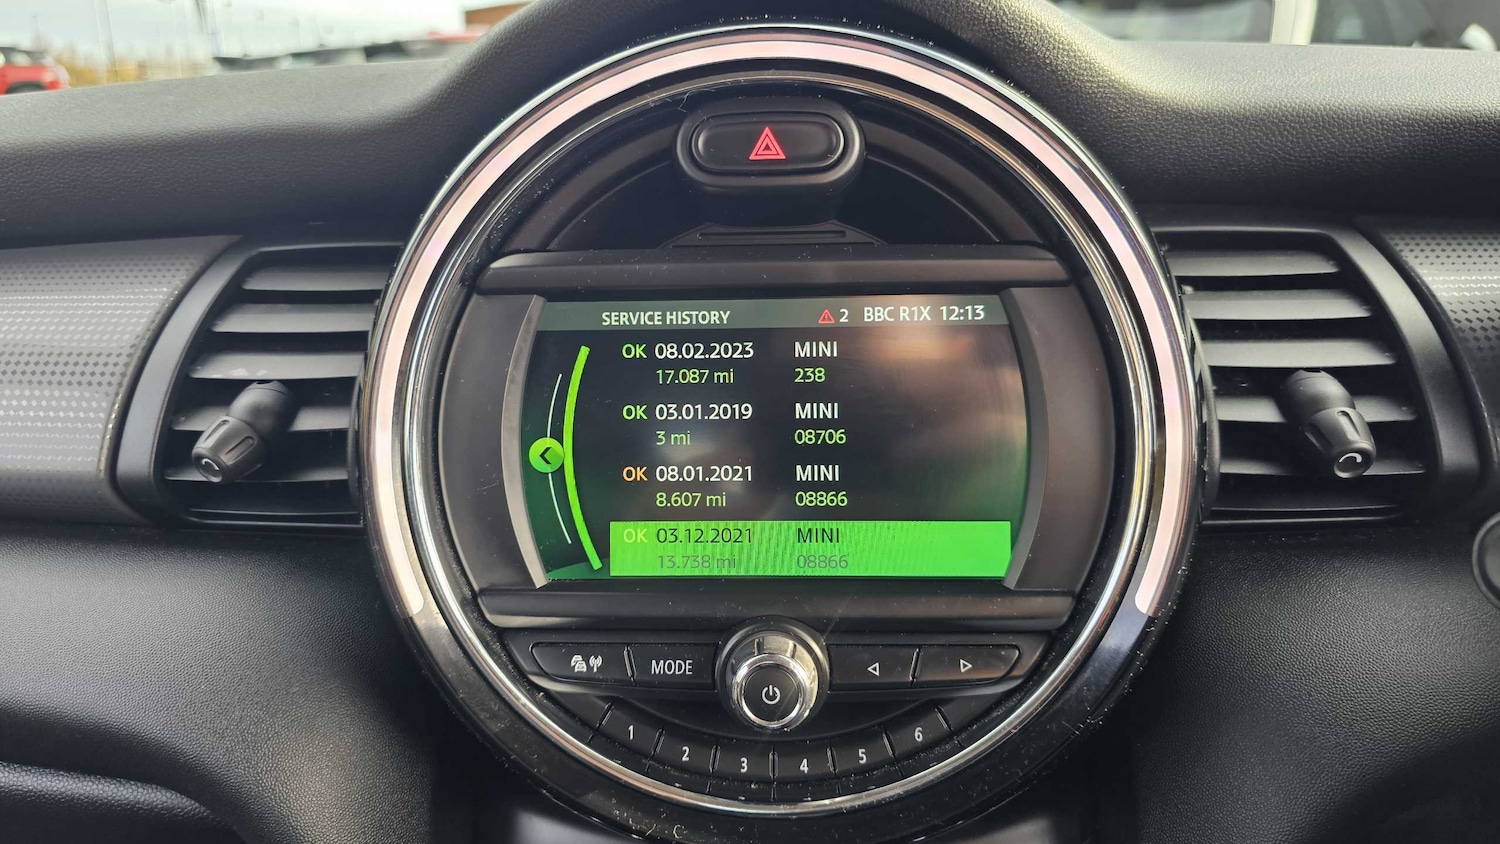 SERVICE HISTORY 2 BBC R1X 12:13
OK 08.02.2023 MINI
17.087 mi 238
OK 03.01.2019 MINI
3 mi 08706
OK 08.01.2021 MINI
8.607 mi 08866
OK 03.12.2021 MINI
13.738 mi 08866
MODE
1 2 3 4 5 6